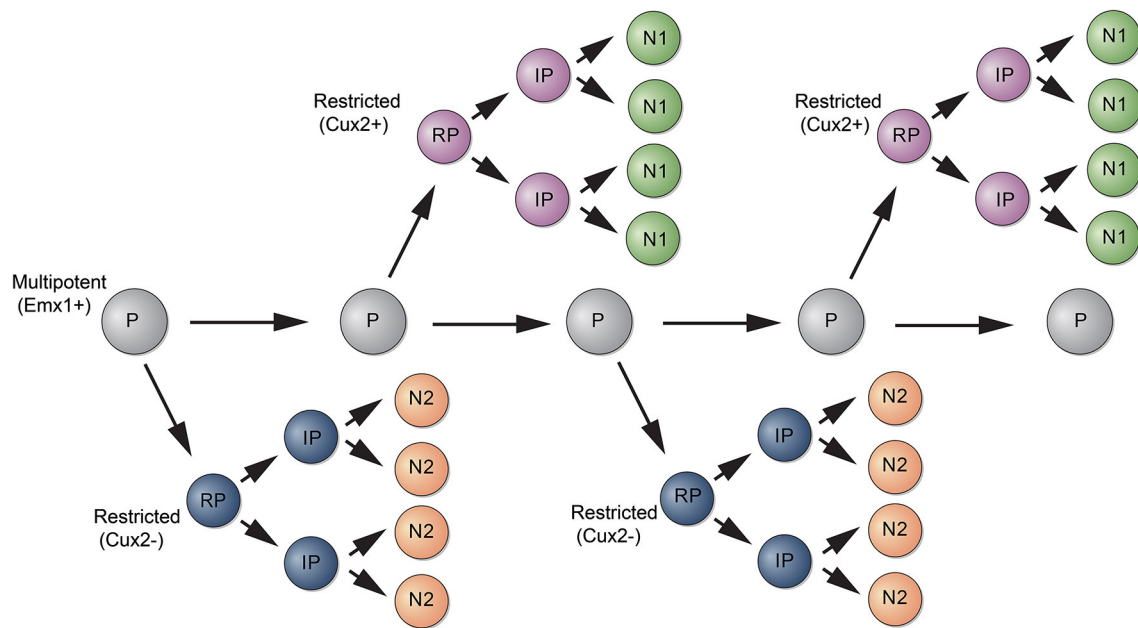 N1
N1
IP
IP
Restricted
(Cux2+)
N1
Restricted
(Cux2+)
N1
RP
RP
N1
N1
IP
IP
N1
N1
Multipotent
(Emx1+)
P
P
P
P
P
N2
N2
IP
IP
N2
N2
RP
RP
Restricted
(Cux2-)
Restricted
(Cux2-)
N2
N2
IP
IP
N2
N2